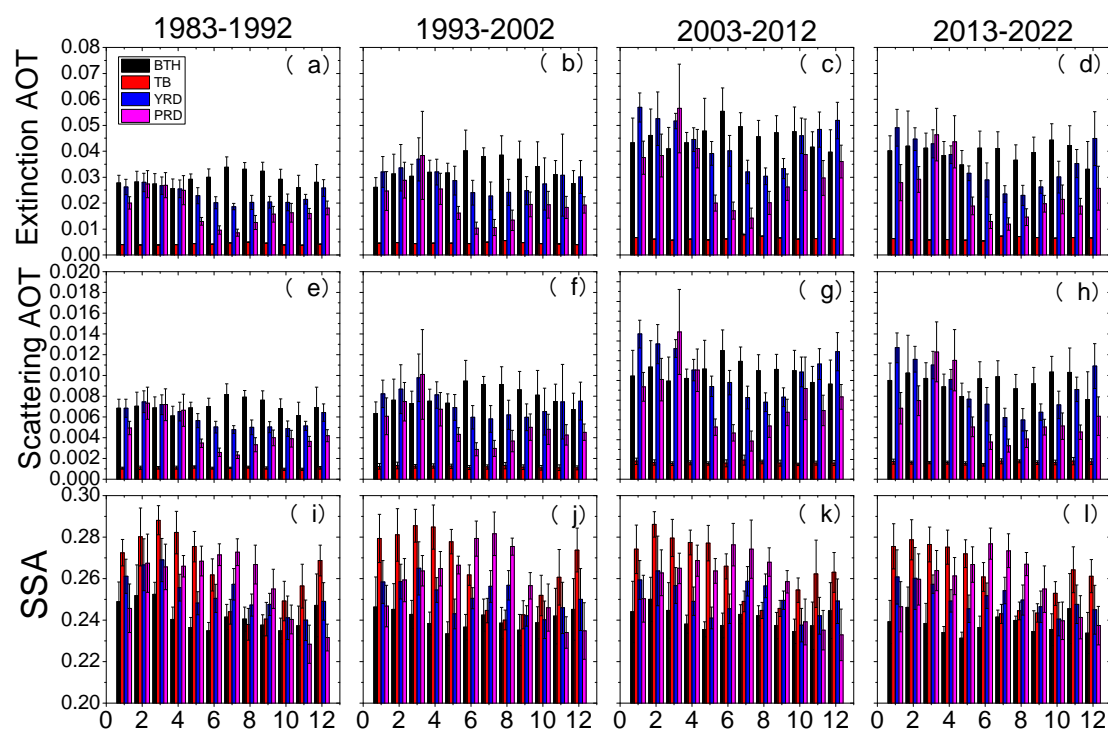 1983-1992 1993-2002 2003-2012 2013-2022
Extinction AOT
0.08
0.07
0.06
0.05
0.04
0.03
0.02
0.01
0.00
BTH
TB
YRD
PRD
( a)
( b)
( c)
( d)
Scattering AOT
0.020
0.018
0.016
0.014
0.012
0.010
0.008
0.006
0.004
0.002
0.000
( e)
( f)
( g)
( h)
SSA
0.30
0.28
0.26
0.24
0.22
0.20
( i)
( j)
( k)
( l)
0 2 4 6 8 10 12 0 2 4 6 8 10 12 0 2 4 6 8 10 12 0 2 4 6 8 10 12